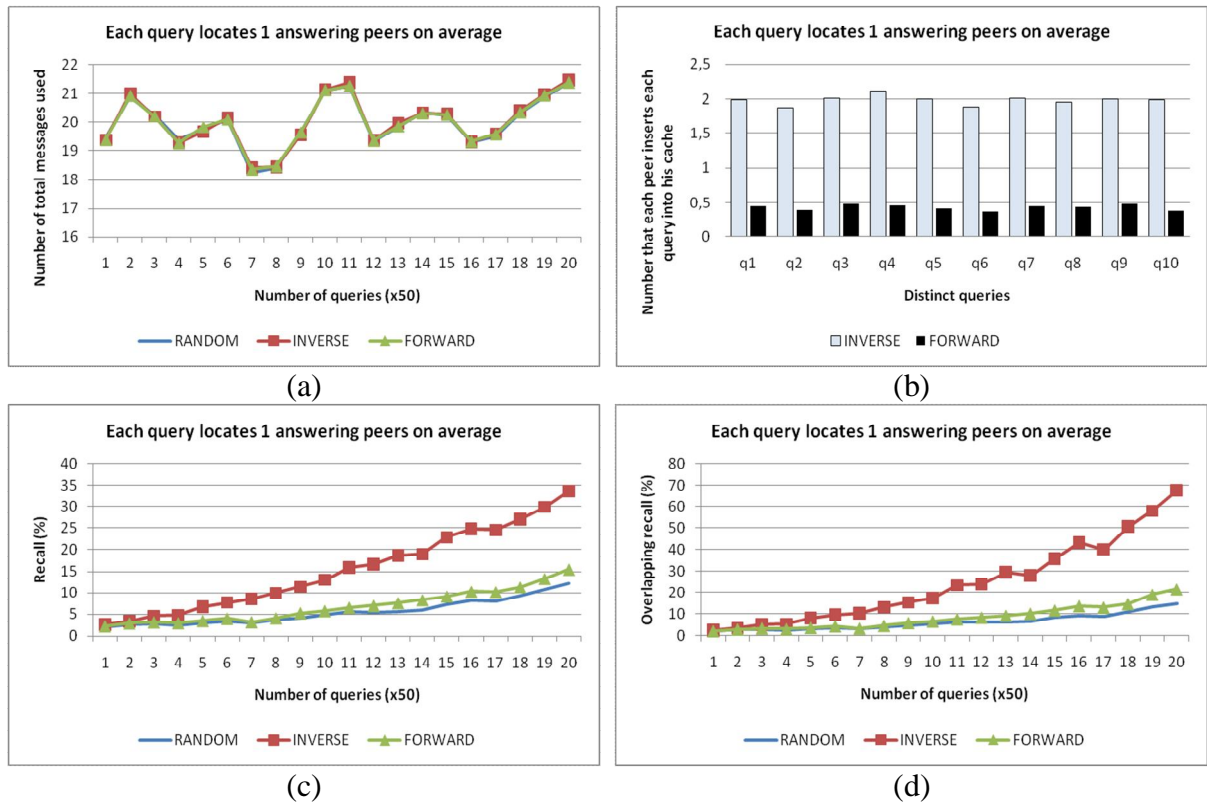 Each query locates 1 answering peers on average
Number of total messages used
22
21
20
19
18
17
16
1 2 3 4 5 6 7 8 9 10 11 12 13 14 15 16 17 18 19 20
Number of queries (x50)
RANDOM INVERSE FORWARD
(a)
Each query locates 1 answering peers on average
Number that each peer inserts each
query into his cache
2,5
2
1,5
1
0,5
0
q1 q2 q3 q4 q5 q6 q7 q8 q9 q10
Distinct queries
INVERSE FORWARD
(b)
Each query locates 1 answering peers on average
Recall (%)
40
35
30
25
20
15
10
5
0
1 2 3 4 5 6 7 8 9 10 11 12 13 14 15 16 17 18 19 20
Number of queries (x50)
RANDOM INVERSE FORWARD
(c)
Each query locates 1 answering peers on average
Overlapping recall (%)
80
70
60
50
40
30
20
10
0
1 2 3 4 5 6 7 8 9 10 11 12 13 14 15 16 17 18 19 20
Number of queries (x50)
RANDOM INVERSE FORWARD
(d)